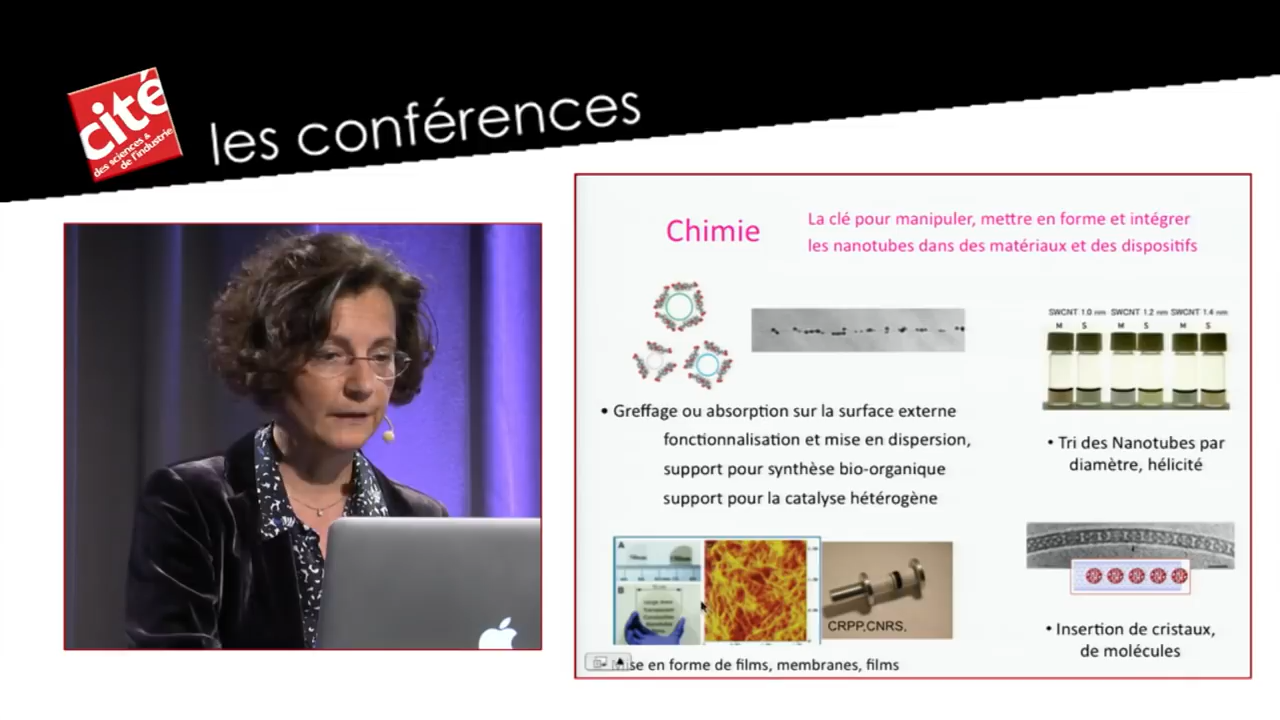 cité
des sciences &
de l'industrie
les conférences
Chimie
La clé pour manipuler, mettre en forme et intégrer
les nanotubes dans des matériaux et des dispositifs
SWCNT 1.0 nm SWCNT 1.2 nm SWCNT 1.4 nm
M S M S M S
• Greffage ou absorption sur la surface externe
fonctionnalisation et mise en dispersion,
support pour synthèse bio-organique
support pour la catalyse hétérogène
• Tri des Nanotubes par
diamètre, hélicité
A
B
CRPP,CNRS,
se en forme de films, membranes, films
• Insertion de cristaux,
de molécules